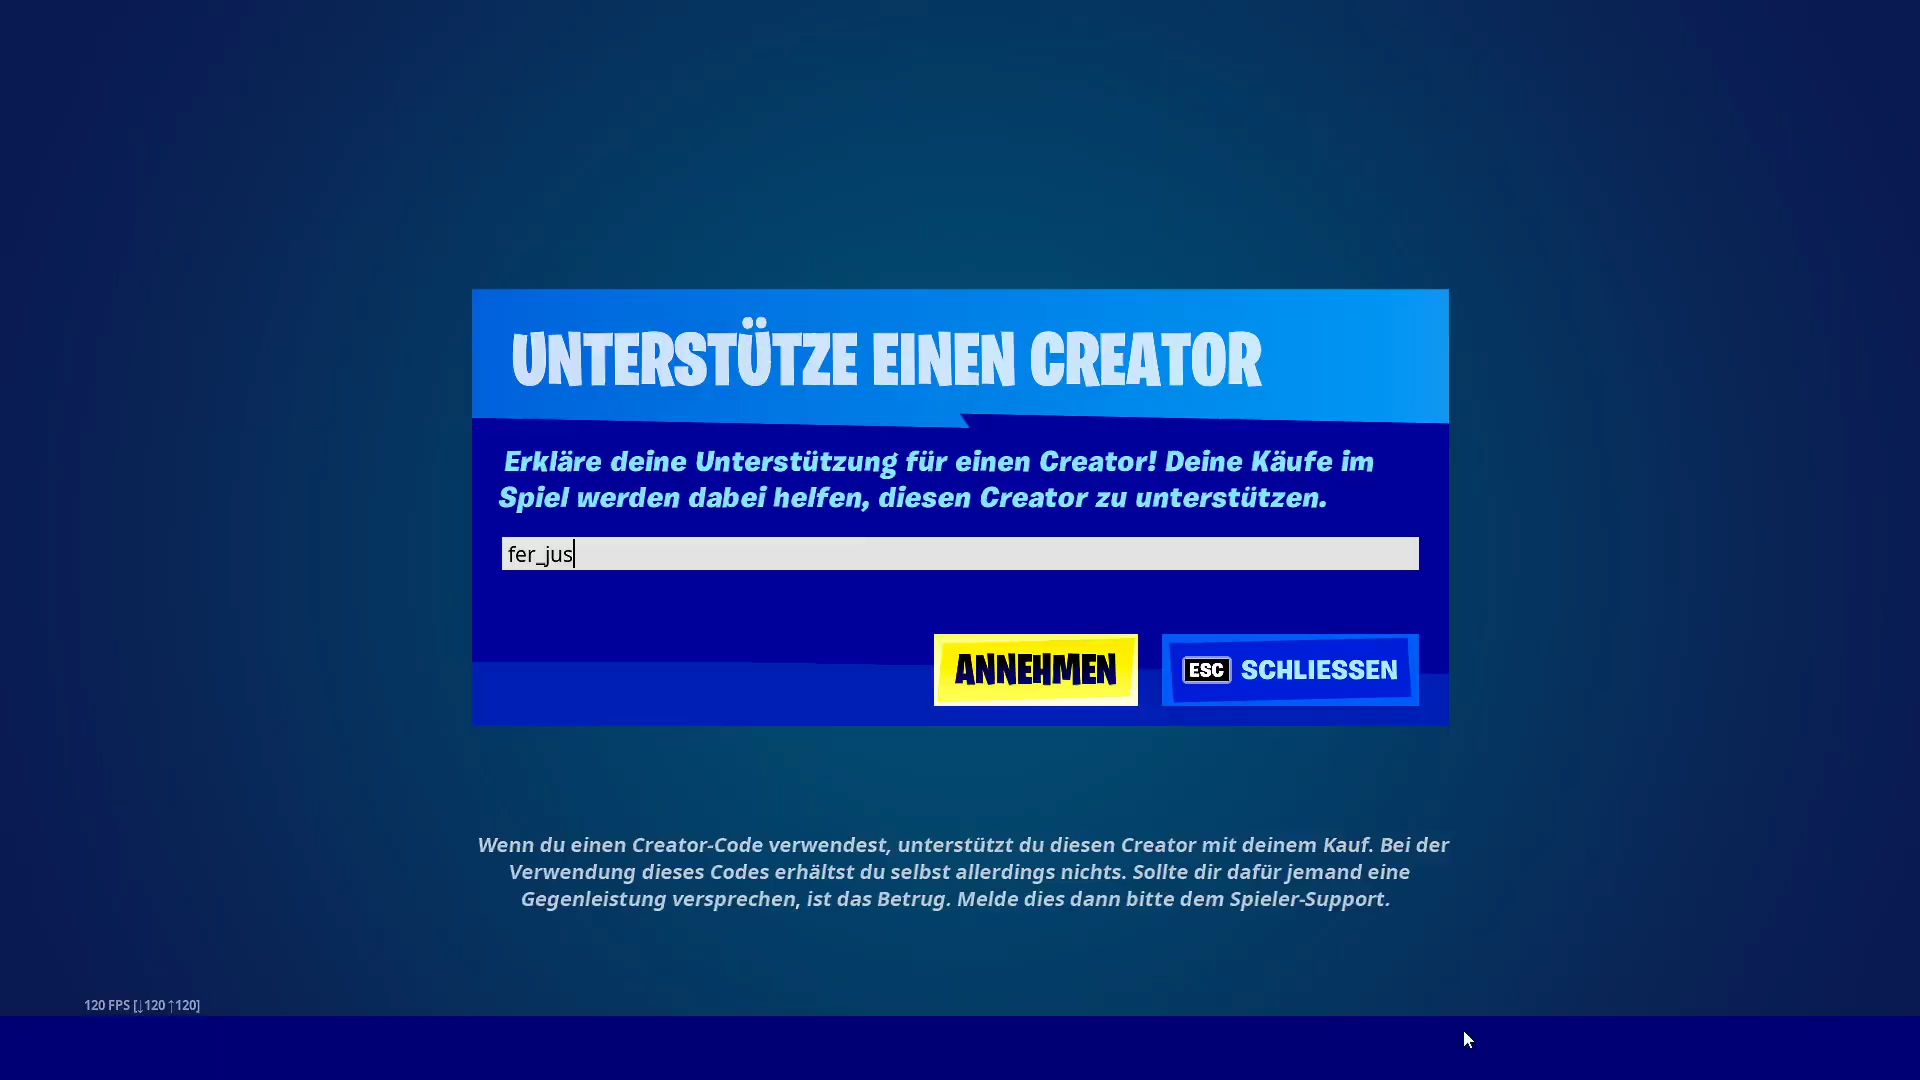 UNTERSTÜTZE EINEN CREATOR
Erkläre deine Unterstützung für einen Creator! Deine Käufe im
Spiel werden dabei helfen, diesen Creator zu unterstützen.
fer_jus
ANNEHMEN
ESC SCHLIESSEN
Wenn du einen Creator-Code verwendest, unterstützt du diesen Creator mit deinem Kauf. Bei der
Verwendung dieses Codes erhältst du selbst allerdings nichts. Sollte dir dafür jemand eine
Gegenleistung versprechen, ist das Betrug. Melde dies dann bitte dem Spieler-Support.
120 FPS [↓120 ↑120]